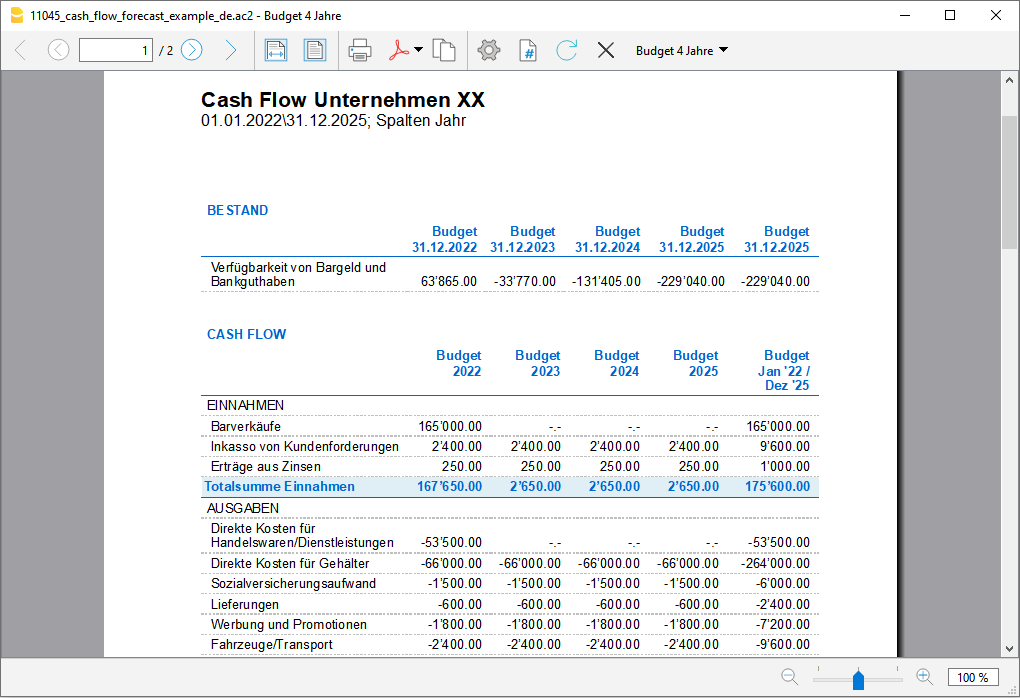 11045_cash_flow_forecast_example_de.ac2 - Budget 4 Jahre
1 / 2 Budget 4 Jahre
Cash Flow Unternehmen XX
01.01.2022\31.12.2025; Spalten Jahr
BESTAND
Budget Budget Budget Budget Budget
31.12.2022 31.12.2023 31.12.2024 31.12.2025 31.12.2025
Verfügbarkeit von Bargeld und
Bankguthaben 63'865.00 -33'770.00 -131'405.00 -229'040.00 -229'040.00
CASH FLOW
Budget Budget Budget Budget Budget
2022 2023 2024 2025 Jan '22 /
Dez '25
EINNAHMEN
Barverkäufe 165'000.00 -.- -.- -.- 165'000.00
Inkasso von Kundenforderungen 2'400.00 2'400.00 2'400.00 2'400.00 9'600.00
Erträge aus Zinsen 250.00 250.00 250.00 250.00 1'000.00
Totalsumme Einnahmen 167'650.00 2'650.00 2'650.00 2'650.00 175'600.00
AUSGABEN
Direkte Kosten für
Handelswaren/Dienstleistungen -53'500.00 -.- -.- -.- -53'500.00
Direkte Kosten für Gehälter -66'000.00 -66'000.00 -66'000.00 -66'000.00 -264'000.00
Sozialversicherungsaufwand -1'500.00 -1'500.00 -1'500.00 -1'500.00 -6'000.00
Lieferungen -600.00 -600.00 -600.00 -600.00 -2'400.00
Werbung und Promotionen -1'800.00 -1'800.00 -1'800.00 -1'800.00 -7'200.00
Fahrzeuge/Transport -2'400.00 -2'400.00 -2'400.00 -2'400.00 -9'600.00
100 %